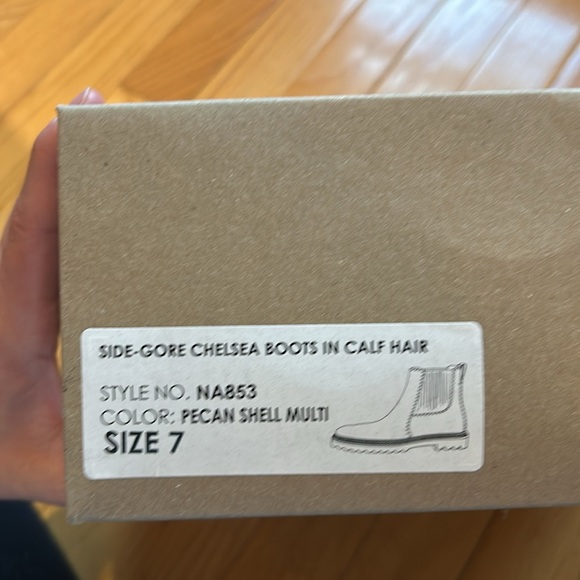 SIDE-GORE CHELSEA BOOTS IN CALF HAIR
STYLE NO. NA853
COLOR: PECAN SHELL MULTI
SIZE 7